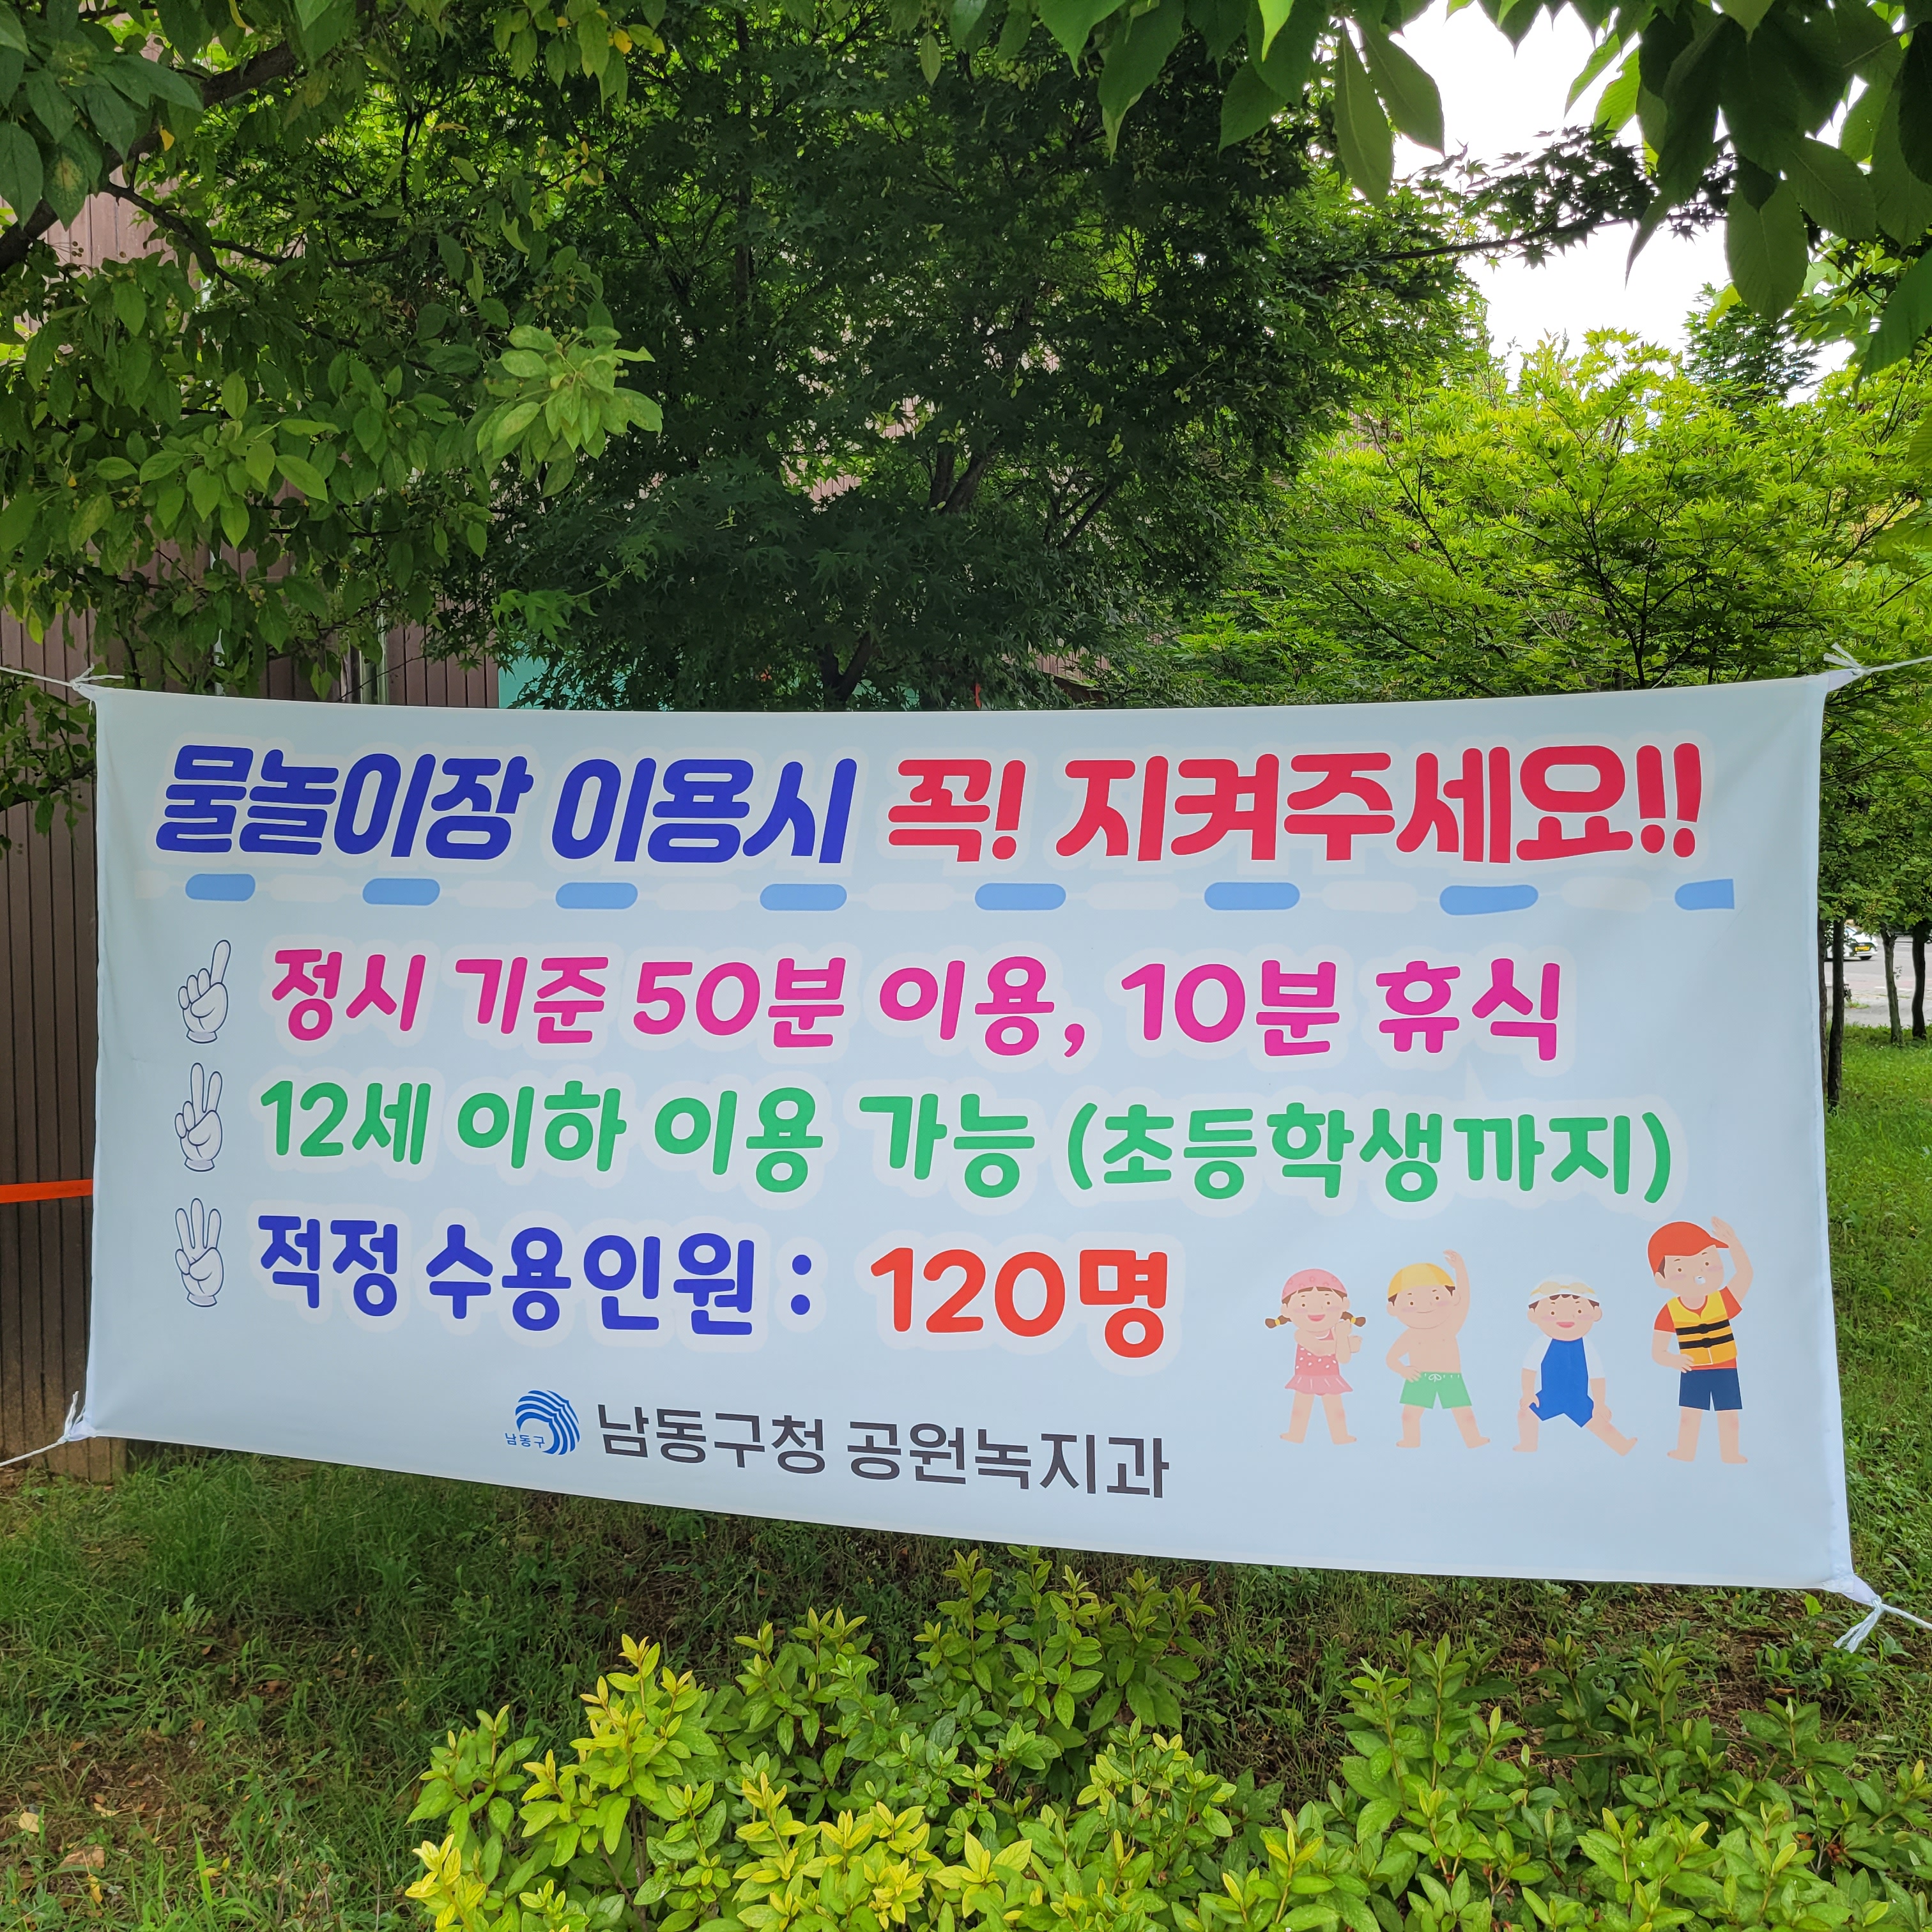 물놀이장 이용시 꼭! 지켜주세요!!
정시 기준 50분 이용, 10분 휴식
12세 이하 이용 가능 (초등학생까지)
적정 수용인원 : 120명
남동구 남동구청 공원녹지과